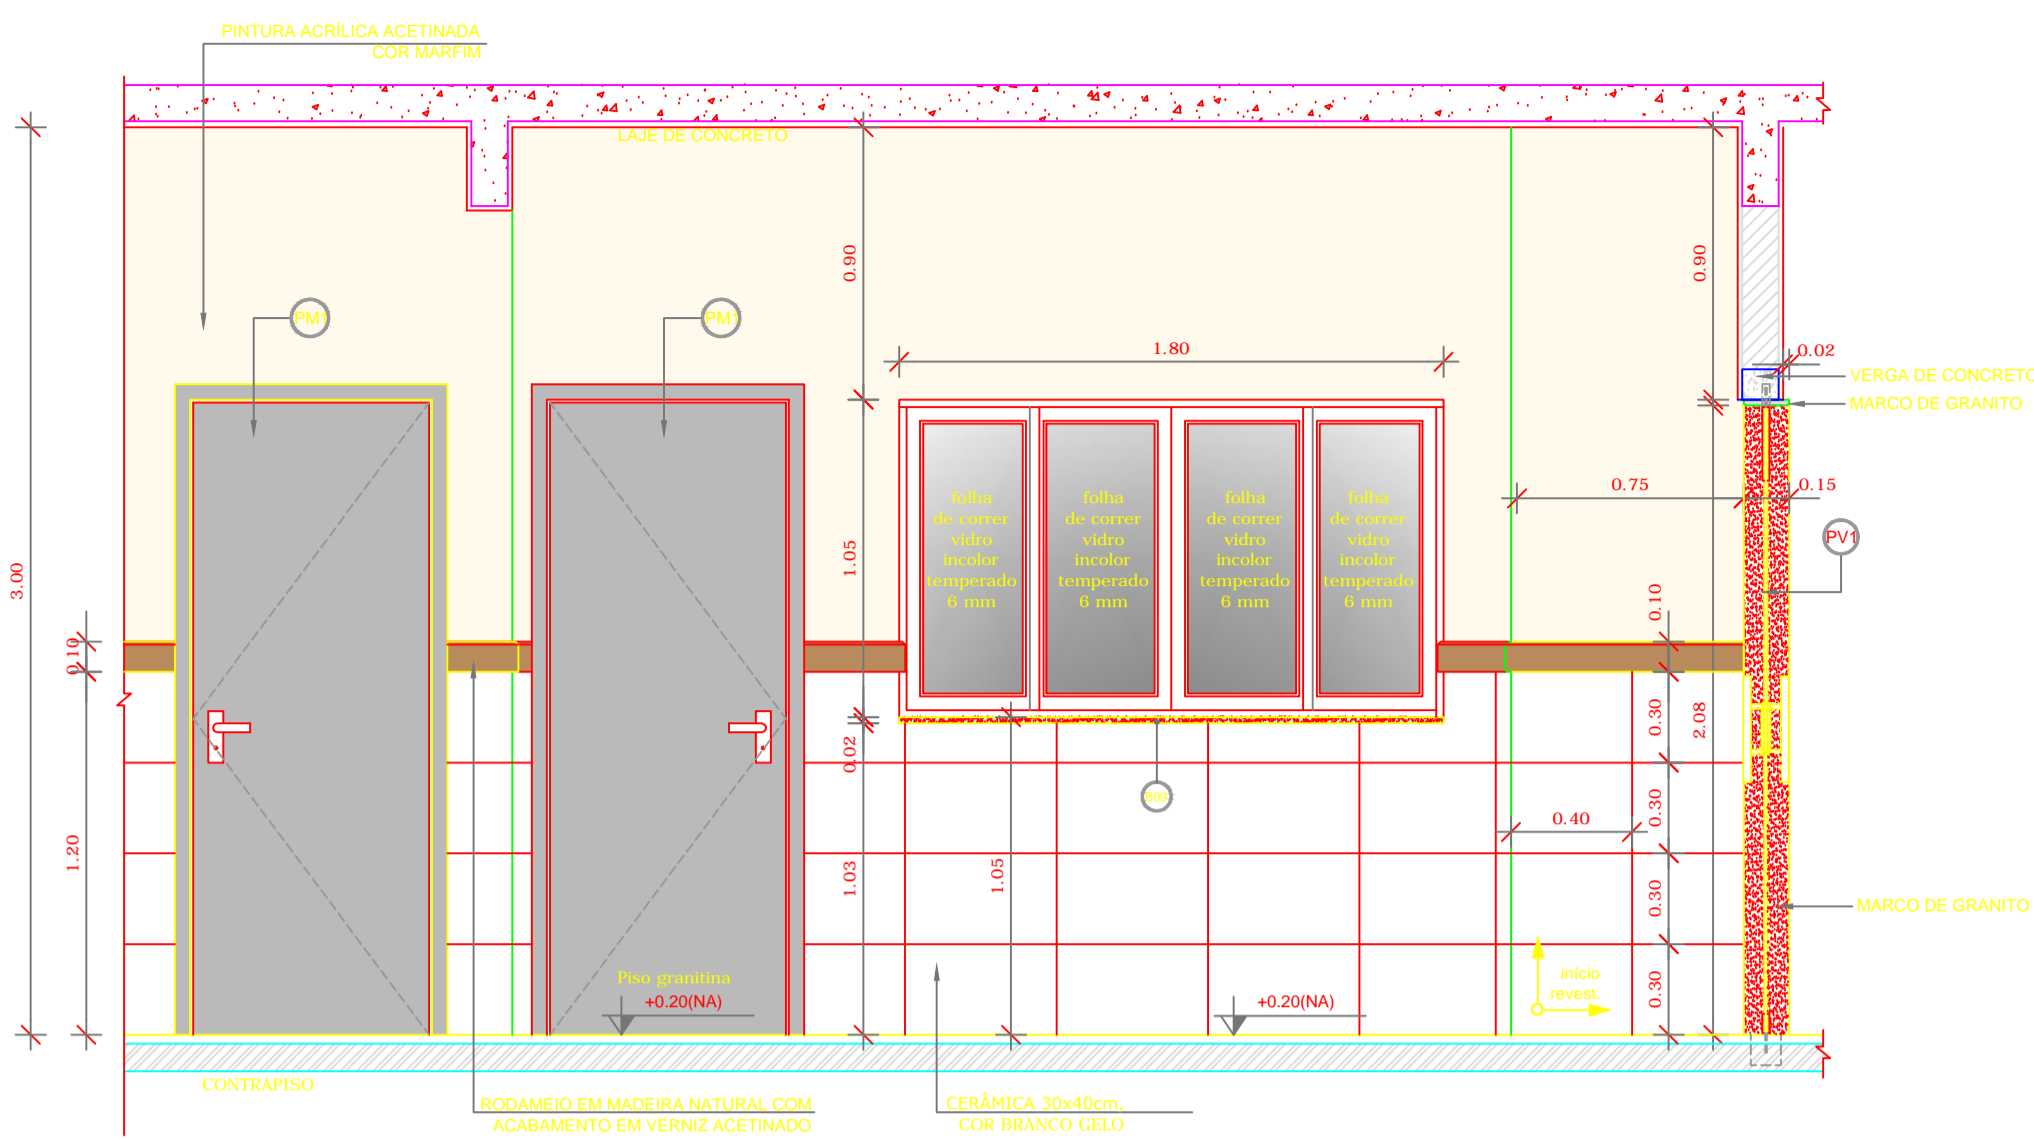 PINTURA ACRÍLICA ACETINADA
COR MARFIM
LAJE DE CONCRETO
0.90
0.90
PM1
PM1
1.80
0.02
VERGA DE CONCRETO
MARCO DE GRANITO
folha
de correr
vidro
incolor
temperado
6 mm
folha
de correr
vidro
incolor
temperado
6 mm
folha
de correr
vidro
incolor
temperado
6 mm
folha
de correr
vidro
incolor
temperado
6 mm
0.75
0.15
PV1
3.00
1.05
0.10
0.10
0.30
2.08
0.02
0.30
0.40
1.20
1.03
1.05
0.30
MARCO DE GRANITO
0.30
Piso granitina
+0.20(NA)
+0.20(NA)
início
revest.
CONTRAPISO
RODAMEIO EM MADEIRA NATURAL COM
ACABAMENTO EM VERNIZ ACETINADO
CERÂMICA 30x40cm,
COR BRANCO GELO